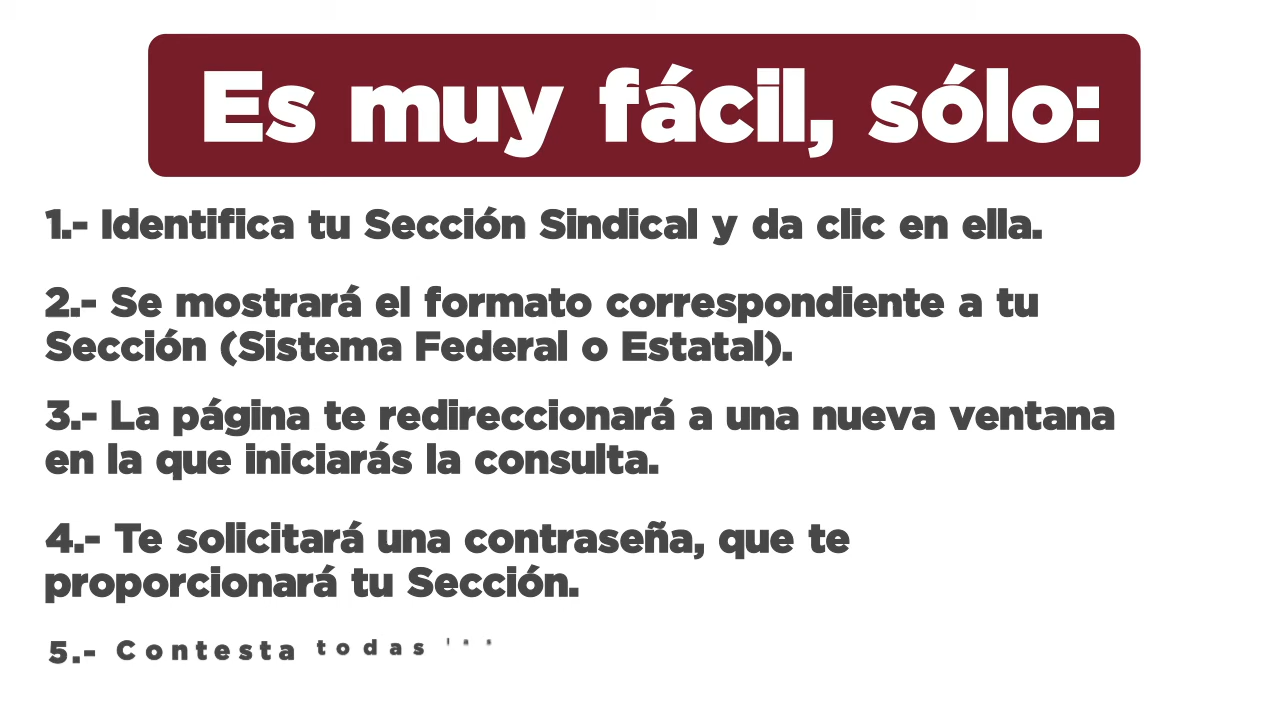 Es muy fácil, sólo:
1.- Identifica tu Sección Sindical y da clic en ella.
2.- Se mostrará el formato correspondiente a tu
Sección (Sistema Federal o Estatal).
3.- La página te redireccionará a una nueva ventana
en la que iniciarás la consulta.
4.- Te solicitará una contraseña, que te
proporcionará tu Sección.
5.- Contesta todas